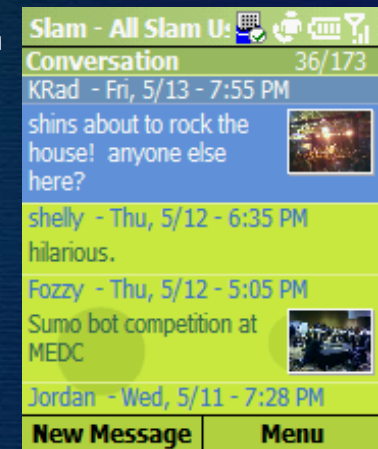 Slam - All Slam U:
Conversation 36/173
KRad - Fri, 5/13 - 7:55 PM
shins about to rock the
house! anyone else
here?
shelly - Thu, 5/12 - 6:35 PM
hilarious.
Fozzy - Thu, 5/12 - 5:05 PM
Sumo bot competition at
MEDC
Jordan - Wed, 5/11 - 7:28 PM
New Message Menu